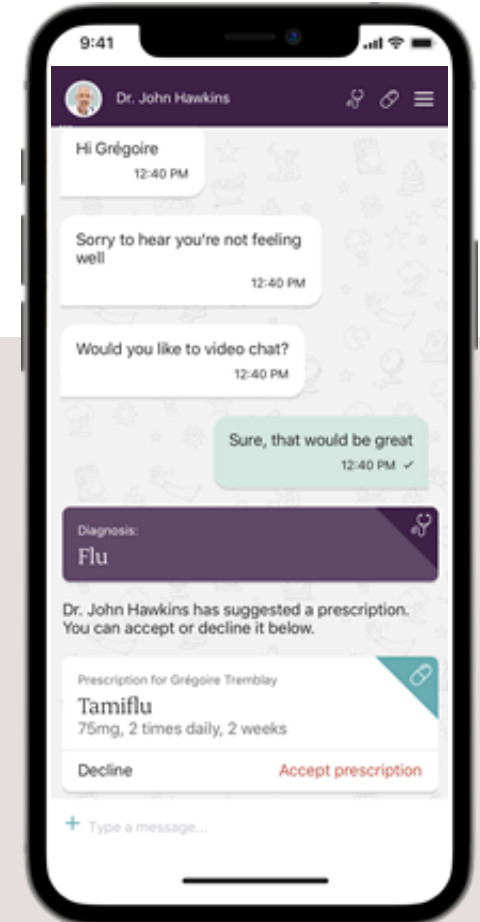 9:41
Dr. John Hawkins
Hi Grégoire
12:40 PM
Sorry to hear you're not feeling
well
12:40 PM
Would you like to video chat?
12:40 PM
Sure, that would be great
12:40 PM ✓
Diagnosis:
Flu
Dr. John Hawkins has suggested a prescription.
You can accept or decline it below.
Prescription for Grégoire Tremblay
Tamiflu
75mg, 2 times daily, 2 weeks
Decline Accept prescription
+ Type a message...